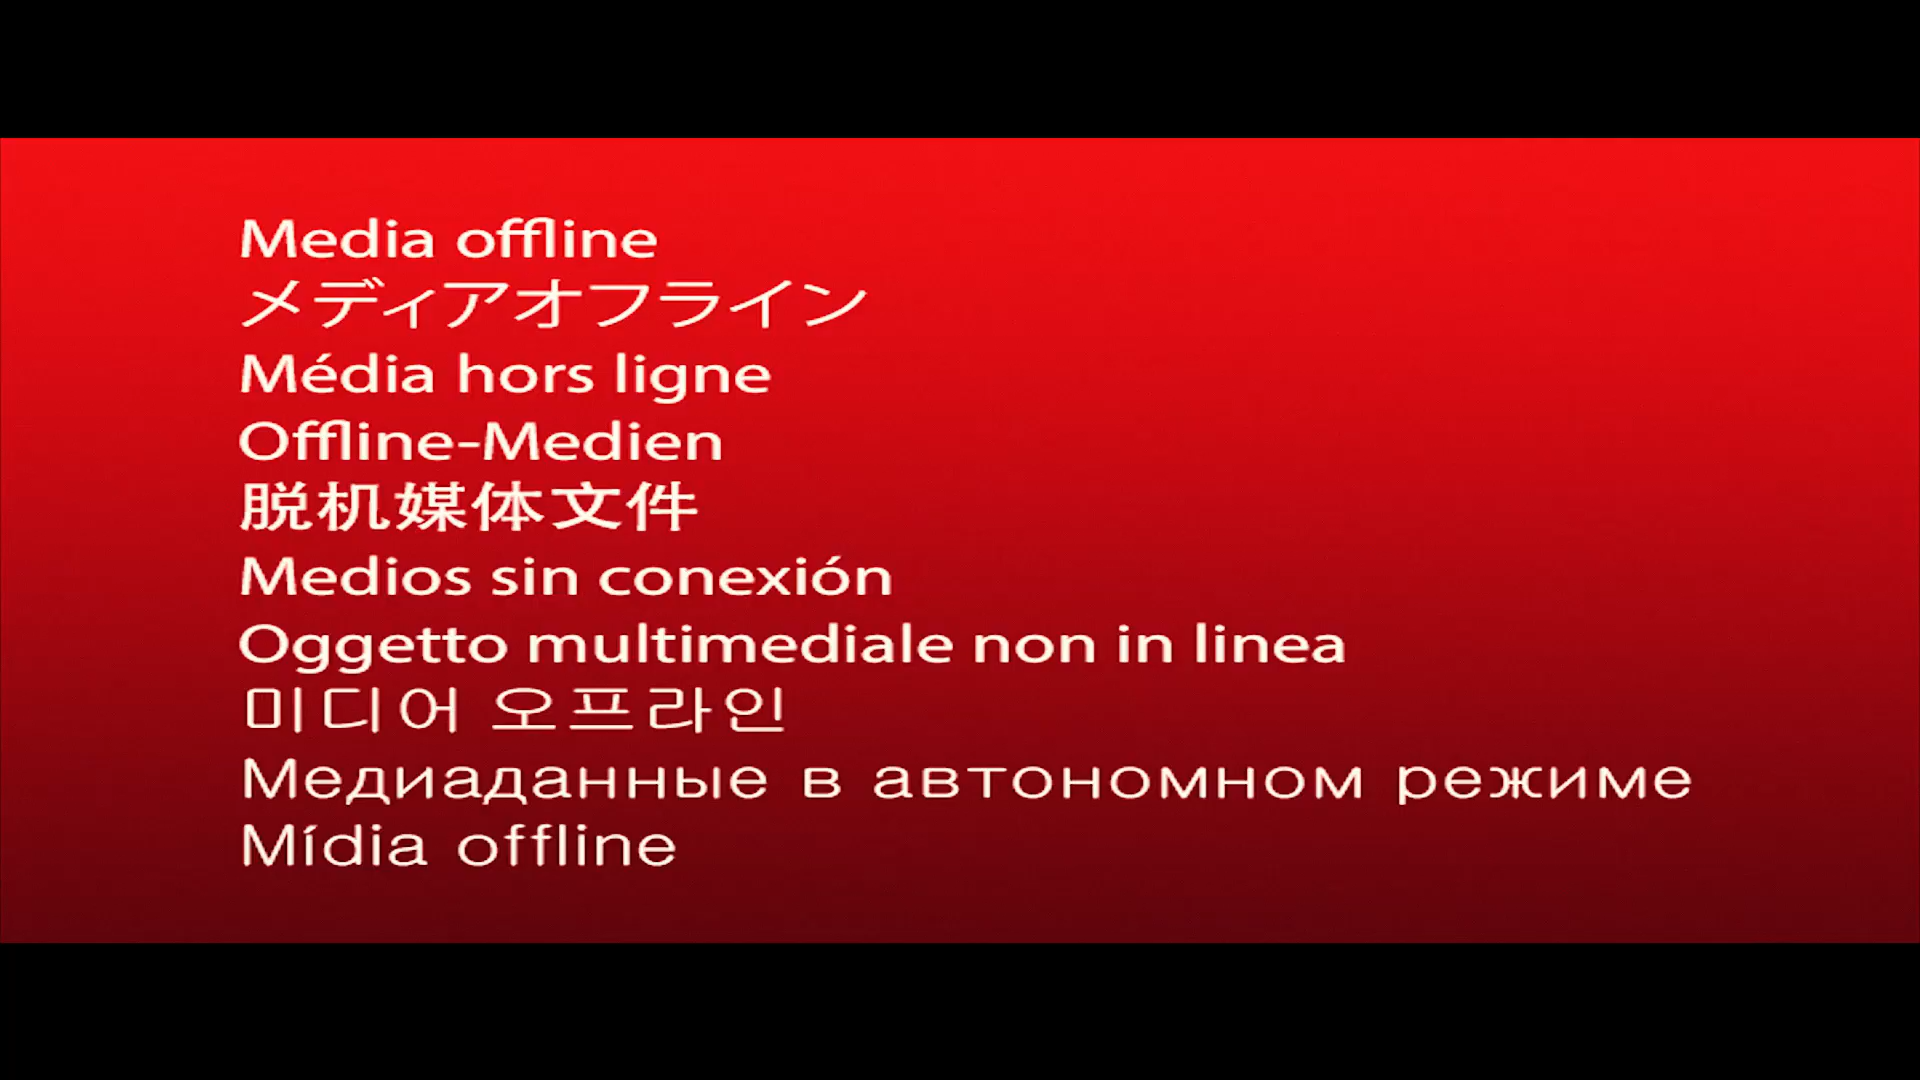 Media offline
メディアオフライン
Média hors ligne
Offline-Medien
脱机媒体文件
Medios sin conexión
Oggetto multimediale non in linea
미디어 오프라인
Медиаданные в автономном режиме
Mídia offline